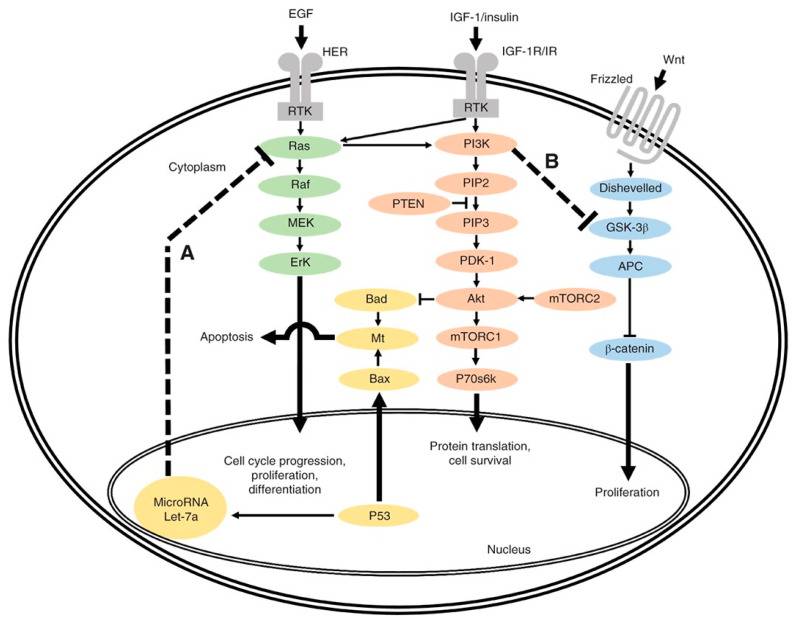 EGF
IGF-1/insulin
HER
IGF-1R/IR
Wnt
Frizzled
RTK
RTK
Ras
PI3K
B
Cytoplasm
Raf
PIP2
Dishevelled
PTEN
MEK
PIP3
GSK-3β
A
ErK
PDK-1
APC
Bad
Akt
mTORC2
Apoptosis
Mt
mTORC1
β-catenin
Bax
P70s6k
Cell cycle progression,
proliferation,
differentiation
Protein translation,
cell survival
Proliferation
MicroRNA
Let-7a
P53
Nucleus